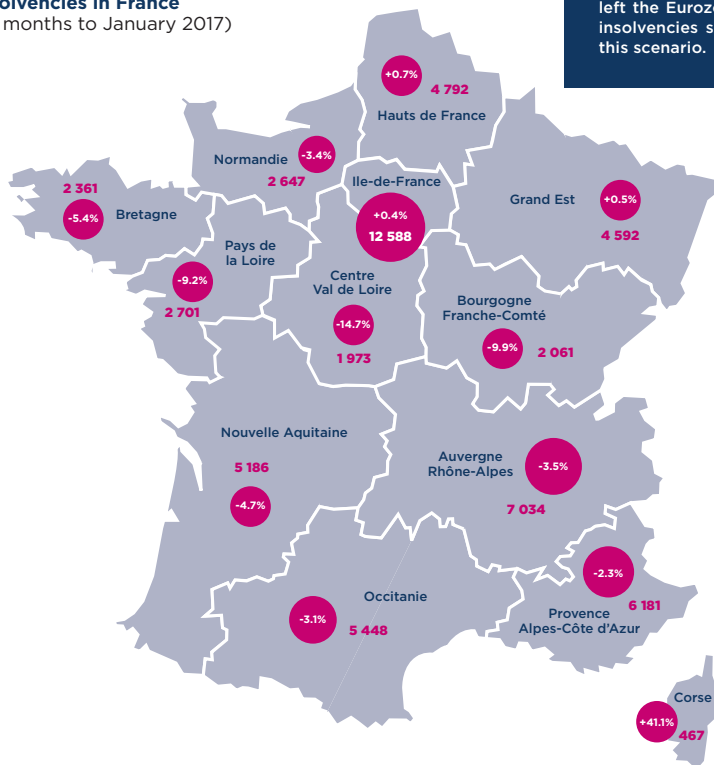 solvencies in France
months to January 2017)
left the Euroz
insolvencies s
this scenario.
+0.7%
4 792
Hauts de France
Normandie
-3.4%
2 647
Ile-de-France
+0.4%
12 588
Grand Est
+0.5%
4 592
2 361
-5.4%
Bretagne
Pays de
la Loire
-9.2%
2 701
Centre
Val de Loire
-14.7%
1 973
Bourgogne
Franche-Comté
-9.9%
2 061
Nouvelle Aquitaine
5 186
-4.7%
Auvergne
Rhône-Alpes
-3.5%
7 034
Occitanie
-3.1%
5 448
-2.3%
6 181
Provence
Alpes-Côte d'Azur
Corse
+41.1%
467